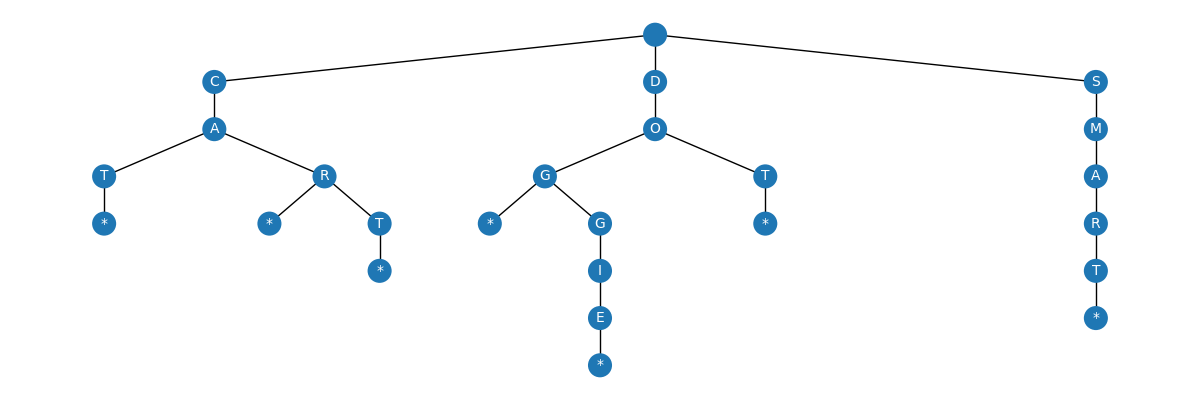 C D S
A O M
T R G T A
* * T * G * R
* I T
E *
*